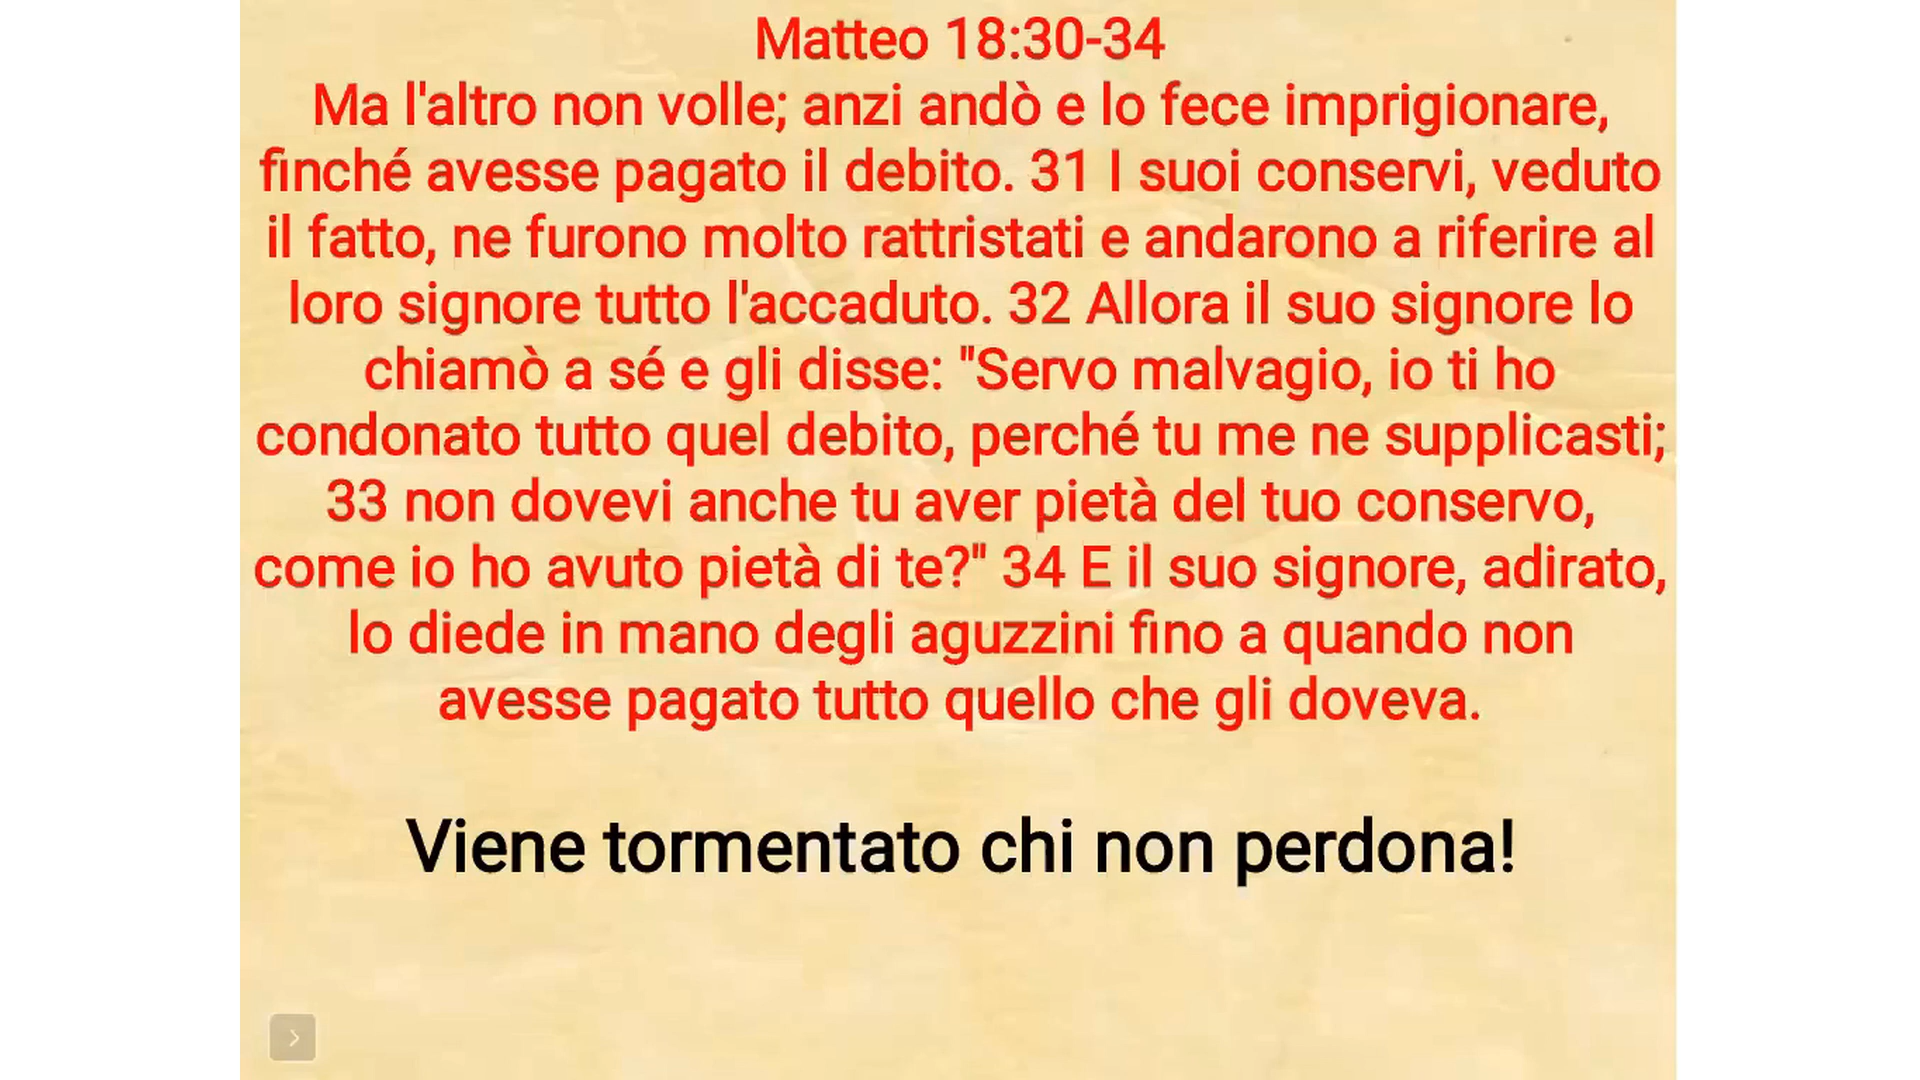 Matteo 18:30-34
Ma l'altro non volle; anzi andò e lo fece imprigionare,
finché avesse pagato il debito. 31 I suoi conservi, veduto
il fatto, ne furono molto rattristati e andarono a riferire al
loro signore tutto l'accaduto. 32 Allora il suo signore lo
chiamò a sé e gli disse: "Servo malvagio, io ti ho
condonato tutto quel debito, perché tu me ne supplicasti;
33 non dovevi anche tu aver pietà del tuo conservo,
come io ho avuto pietà di te?" 34 E il suo signore, adirato,
lo diede in mano degli aguzzini fino a quando non
avesse pagato tutto quello che gli doveva.
Viene tormentato chi non perdona!